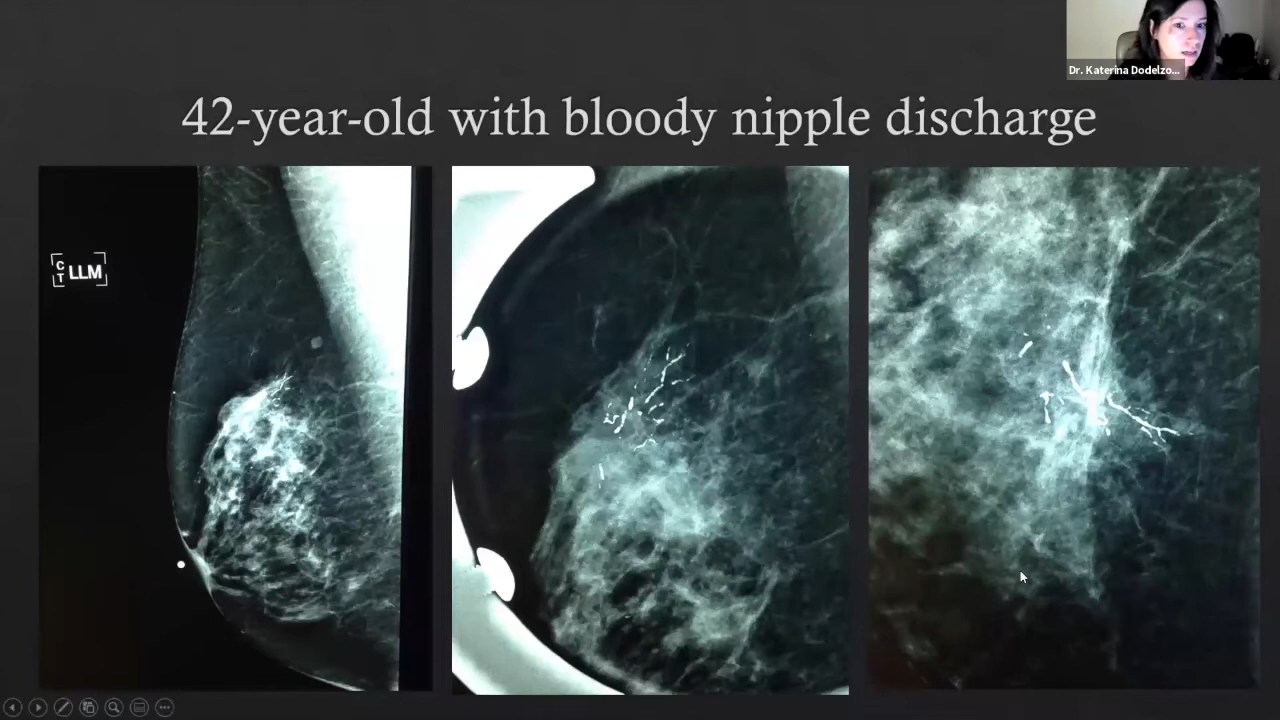 Dr. Katerina Dodelzo...
42-year-old with bloody nipple discharge
C
T LLM